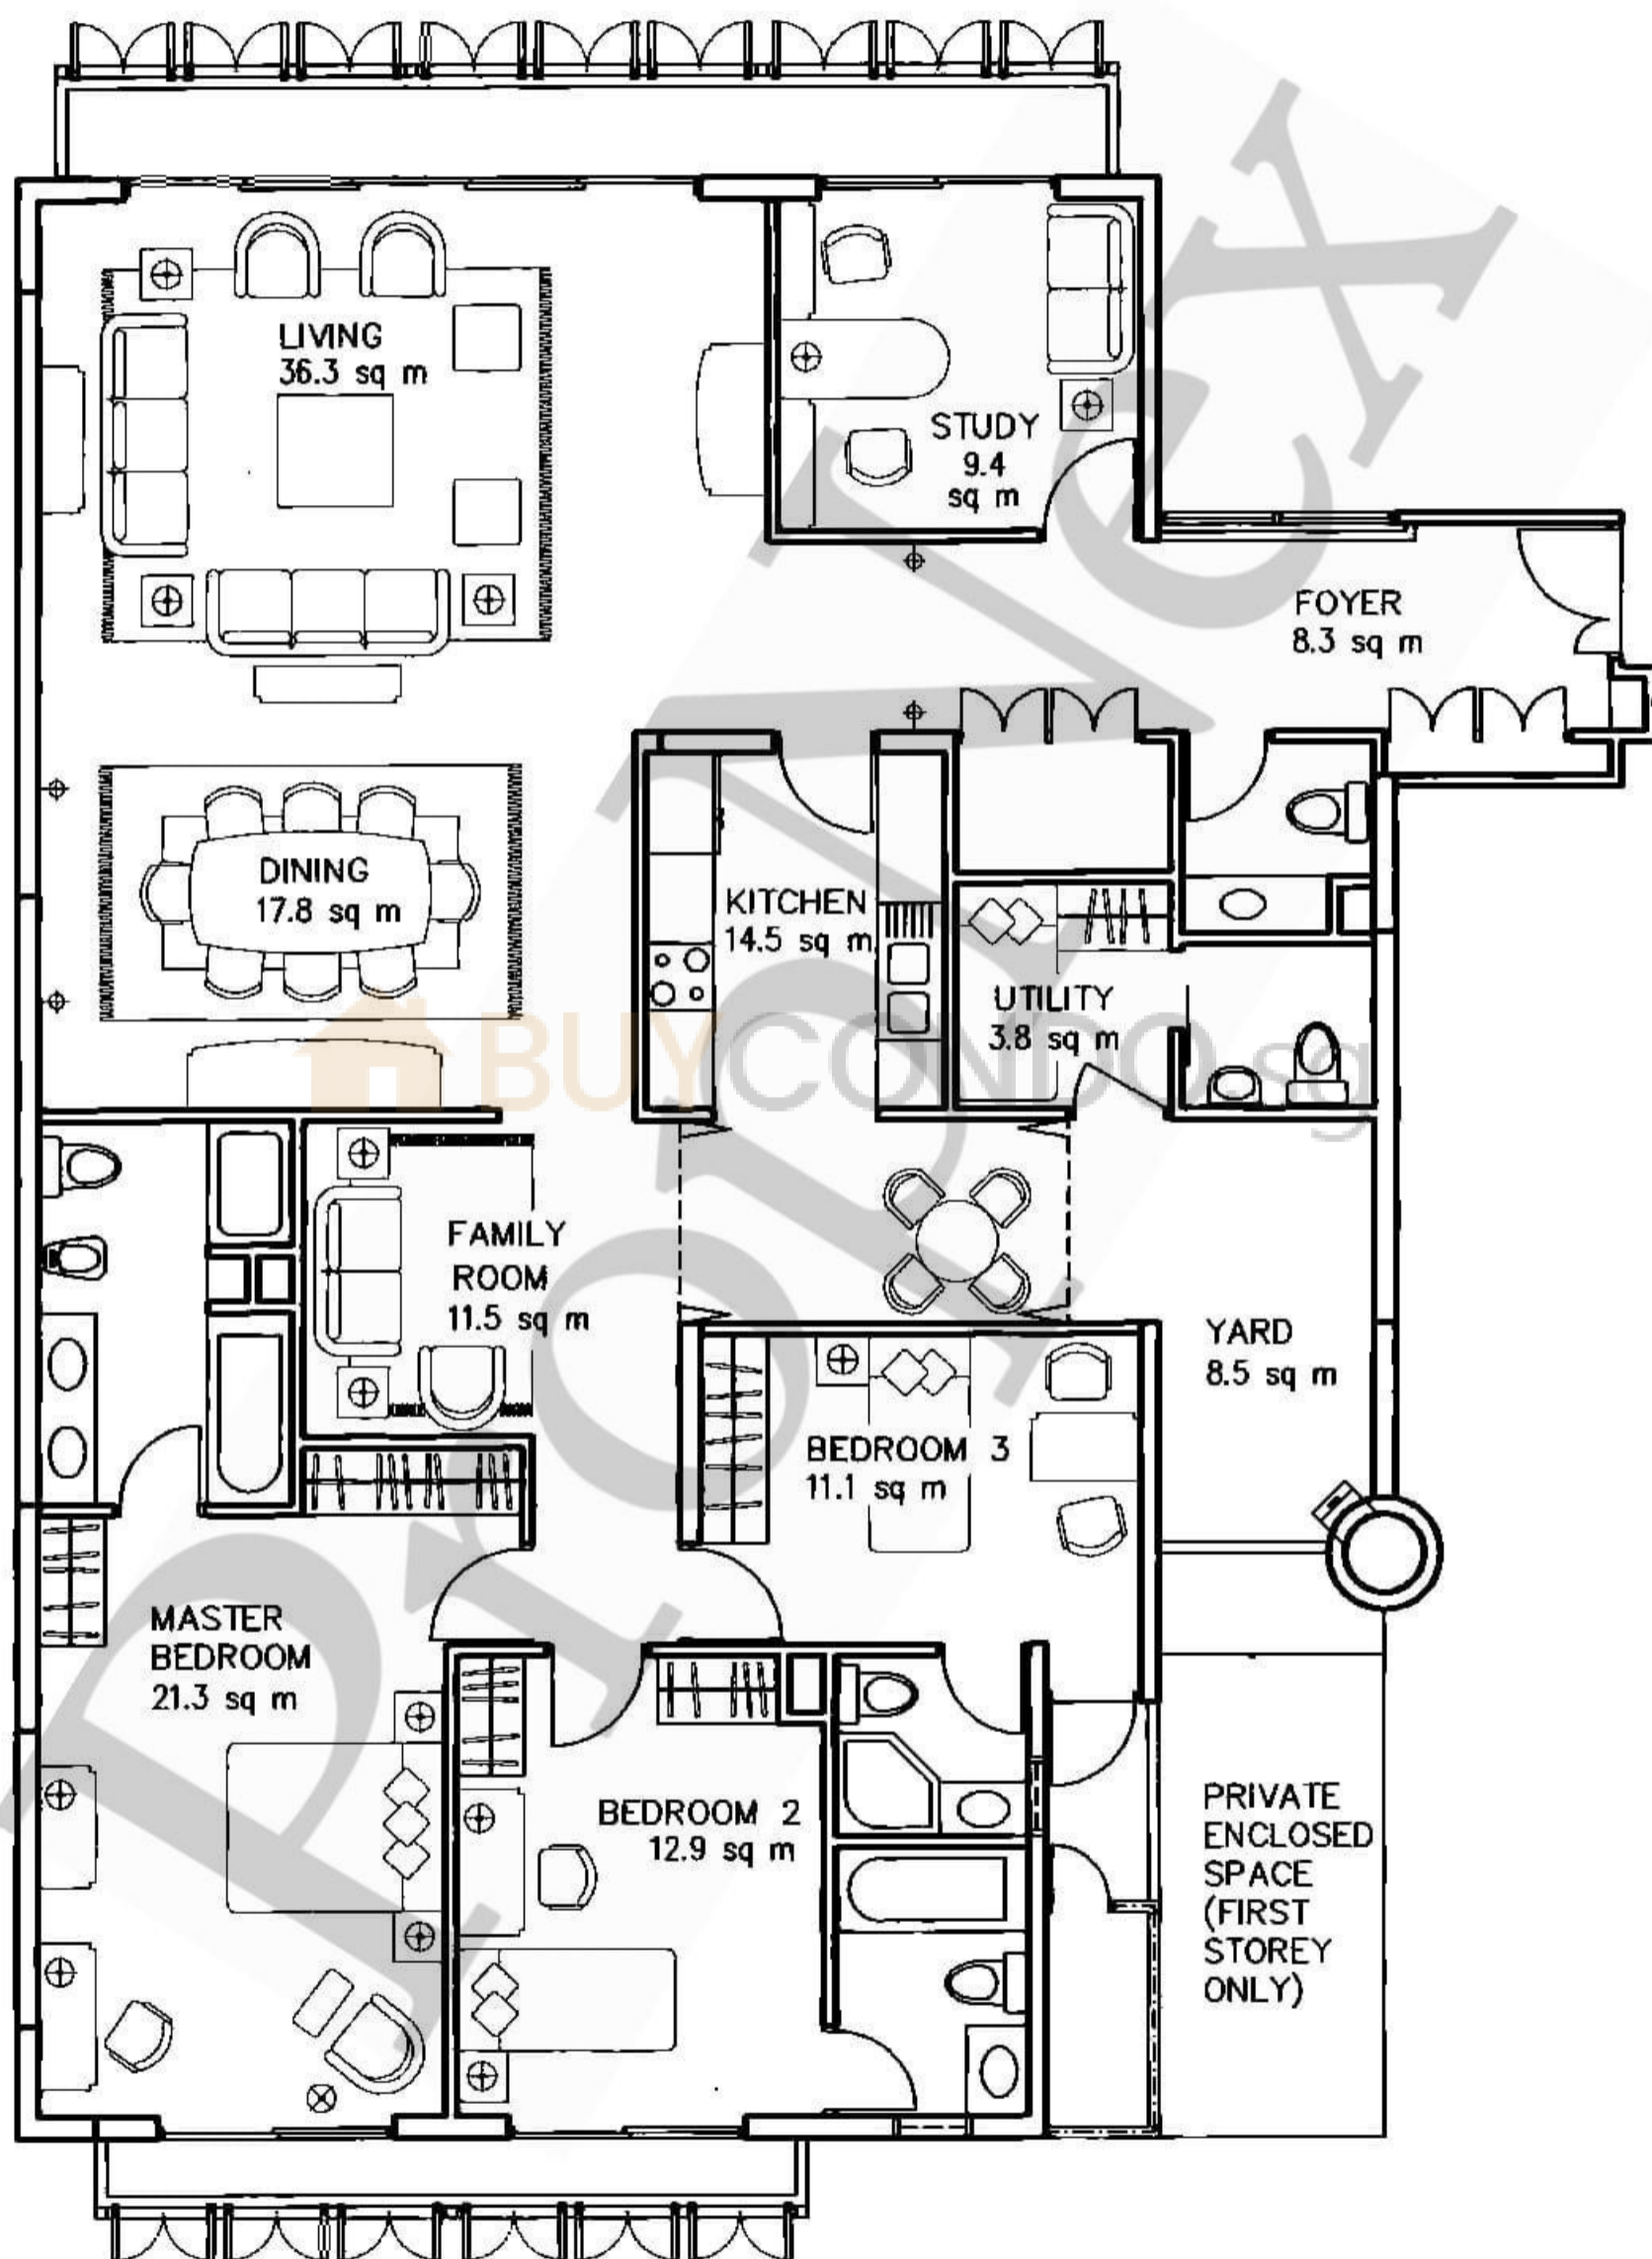 LIVING
36.3 sq m
STUDY
9.4
sq m
FOYER
8.3 sq m
DINING
17.8 sq m
KITCHEN
14.5 sq m
UTILITY
3.8 sq m
BUYCONDO.sg
FAMILY
ROOM
11.5 sq m
YARD
8.5 sq m
BEDROOM 3
11.1 sq m
MASTER
BEDROOM
21.3 sq m
BEDROOM 2
12.9 sq m
PRIVATE
ENCLOSED
SPACE
(FIRST
STOREY
ONLY)
PropNex